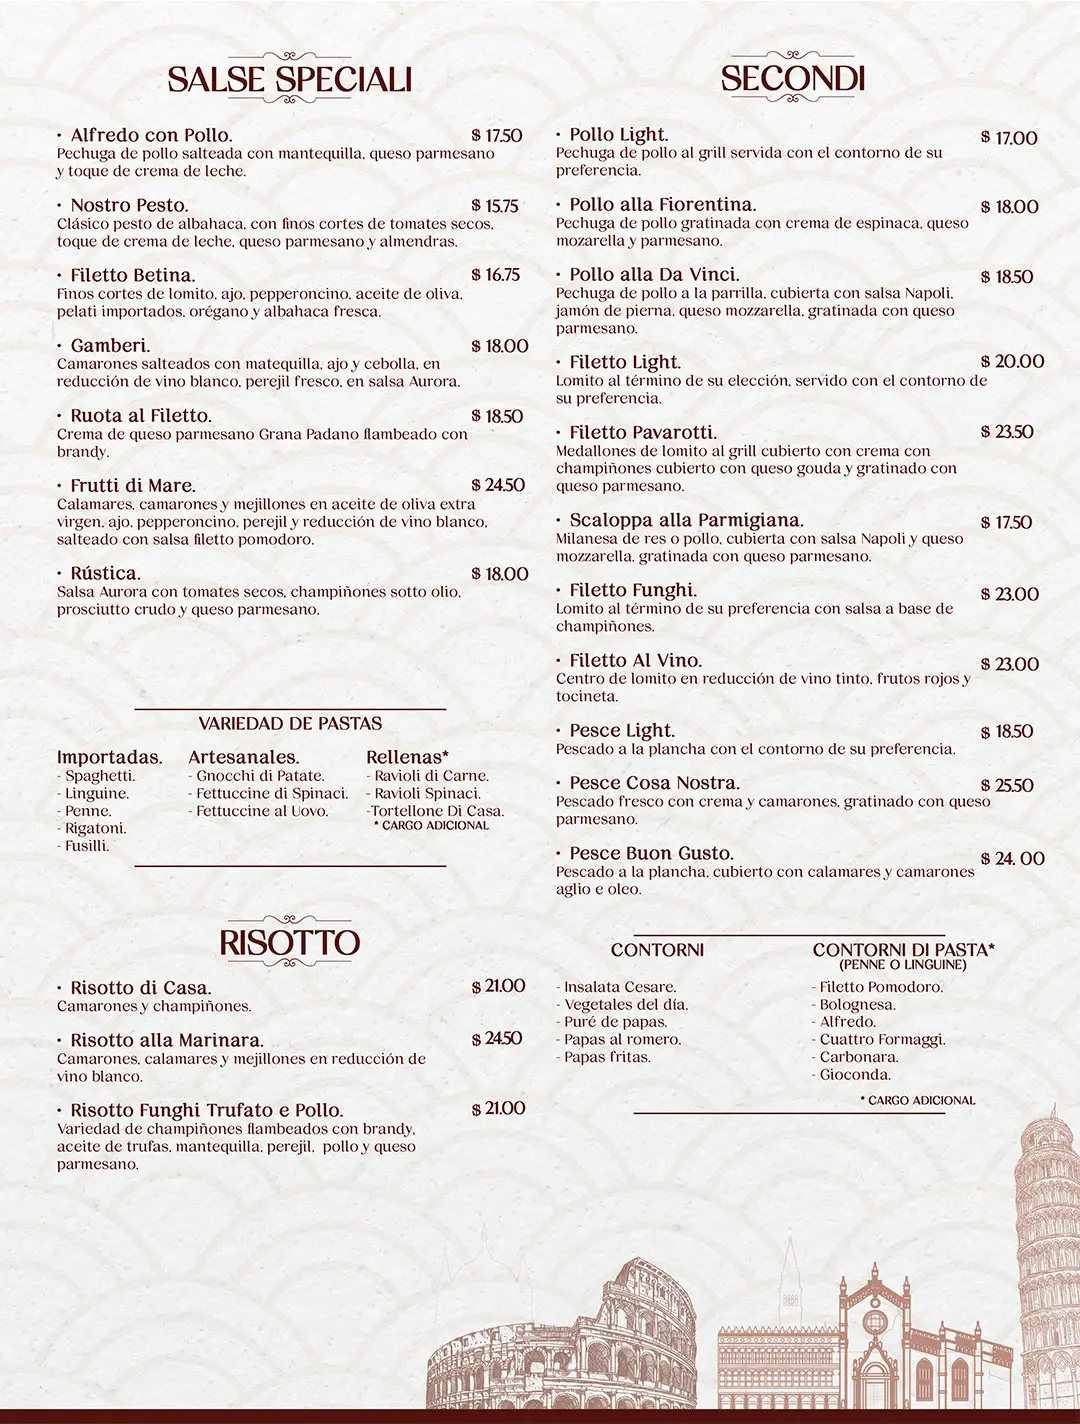 SALSE SPECIALI
• Alfredo con Pollo. $ 17.50
Pechuga de pollo salteada con mantequilla, queso parmesano
y toque de crema de leche.
• Nostro Pesto. $ 15.75
Clásico pesto de albahaca, con finos cortes de tomates secos,
toque de crema de leche, queso parmesano y almendras.
• Filetto Betina. $ 16.75
Finos cortes de lomito, ajo, pepperoncino, aceite de oliva,
pelati importados, orégano y albahaca fresca.
• Gamberi. $ 18.00
Camarones salteados con matequilla, ajo y cebolla, en
reducción de vino blanco, perejil fresco, en salsa Aurora.
• Ruota al Filetto. $ 18.50
Crema de queso parmesano Grana Padano flambeado con
brandy.
• Frutti di Mare. $ 24.50
Calamares, camarones y mejillones en aceite de oliva extra
virgen, ajo, pepperoncino, perejil y reducción de vino blanco,
salteado con salsa filetto pomodoro.
• Rústica. $ 18.00
Salsa Aurora con tomates secos, champiñones sotto olio,
prosciutto crudo y queso parmesano.
VARIEDAD DE PASTAS
Importadas.
- Spaghetti.
- Linguine.
- Penne.
- Rigatoni.
- Fusilli.
Artesanales.
- Gnocchi di Patate.
- Fettuccine di Spinaci.
- Fettuccine al Uovo.
Rellenas*
- Ravioli di Carne.
- Ravioli Spinaci.
-Tortellone Di Casa.
* CARGO ADICIONAL
RISOTTO
• Risotto di Casa. $ 21.00
Camarones y champiñones.
• Risotto alla Marinara. $ 24.50
Camarones, calamares y mejillones en reducción de
vino blanco.
• Risotto Funghi Trufato e Pollo. $ 21.00
Variedad de champiñones flambeados con brandy,
aceite de trufas, mantequilla, perejil, pollo y queso
parmesano.
SECONDI
• Pollo Light. $ 17.00
Pechuga de pollo al grill servida con el contorno de su
preferencia.
• Pollo alla Fiorentina. $ 18.00
Pechuga de pollo gratinada con crema de espinaca, queso
mozarella y parmesano.
• Pollo alla Da Vinci. $ 18.50
Pechuga de pollo a la parrilla, cubierta con salsa Napoli,
jamón de pierna, queso mozzarella, gratinada con queso
parmesano.
• Filetto Light. $ 20.00
Lomito al término de su elección, servido con el contorno de
su preferencia.
• Filetto Pavarotti. $ 23.50
Medallones de lomito al grill cubierto con crema con
champiñones cubierto con queso gouda y gratinado con
queso parmesano.
• Scaloppa alla Parmigiana. $ 17.50
Milanesa de res o pollo, cubierta con salsa Napoli y queso
mozzarella, gratinada con queso parmesano.
• Filetto Funghi. $ 23.00
Lomito al término de su preferencia con salsa a base de
champiñones.
• Filetto Al Vino. $ 23.00
Centro de lomito en reducción de vino tinto, frutos rojos y
tocineta.
• Pesce Light. $ 18.50
Pescado a la plancha con el contorno de su preferencia.
• Pesce Cosa Nostra. $ 25.50
Pescado fresco con crema y camarones, gratinado con queso
parmesano.
• Pesce Buon Gusto. $ 24. 00
Pescado a la plancha, cubierto con calamares y camarones
aglio e oleo.
CONTORNI
- Insalata Cesare.
- Vegetales del día.
- Puré de papas.
- Papas al romero.
- Papas fritas.
CONTORNI DI PASTA*
(PENNE O LINGUINE)
- Filetto Pomodoro.
- Bolognesa.
- Alfredo.
- Cuattro Formaggi.
- Carbonara.
- Gioconda.
* CARGO ADICIONAL